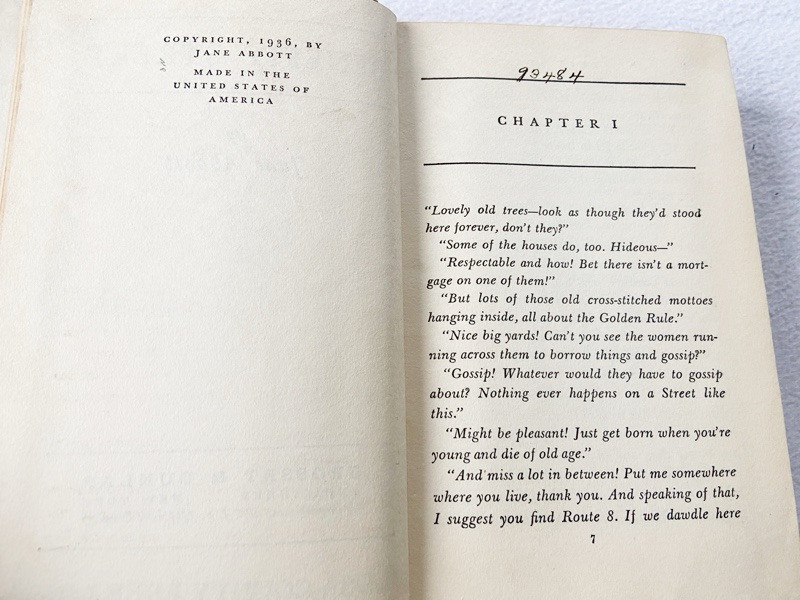 COPYRIGHT, 1936, BY
JANE ABBOTT
MADE IN THE
UNITED STATES OF
AMERICA
93484
CHAPTER I
“Lovely old trees—look as though they’d stood
here forever, don’t they?”
“Some of the houses do, too. Hideous—”
“Respectable and how! Bet there isn’t a mort-
gage on one of them!”
“But lots of those old cross-stitched mottoes
hanging inside, all about the Golden Rule.”
“Nice big yards! Can’t you see the women run-
ning across them to borrow things and gossip?”
“Gossip! Whatever would they have to gossip
about? Nothing ever happens on a Street like
this.”
“Might be pleasant! Just get born when you’re
young and die of old age.”
“And miss a lot in between! Put me somewhere
where you live, thank you. And speaking of that,
I suggest you find Route 8. If we dawdle here
7